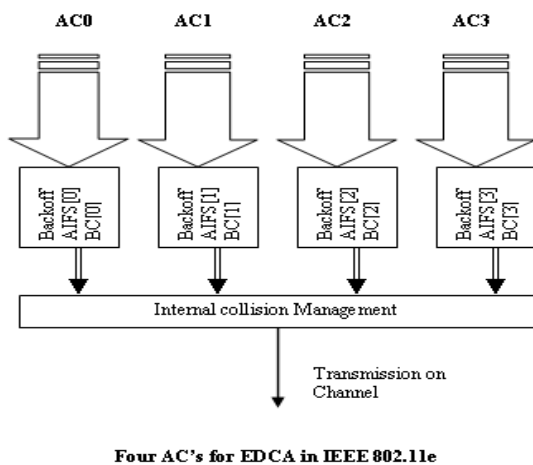 AC0
AC1
AC2
AC3
Backoff
AIFS[0]
BC[0]
Backoff
AIFS[1]
BC[1]
Backoff
AIFS[2]
BC[2]
Backoff
AIFS[3]
BC[3]
Internal collision Management
Transmission on
Channel
Four AC's for EDCA in IEEE 802.11e